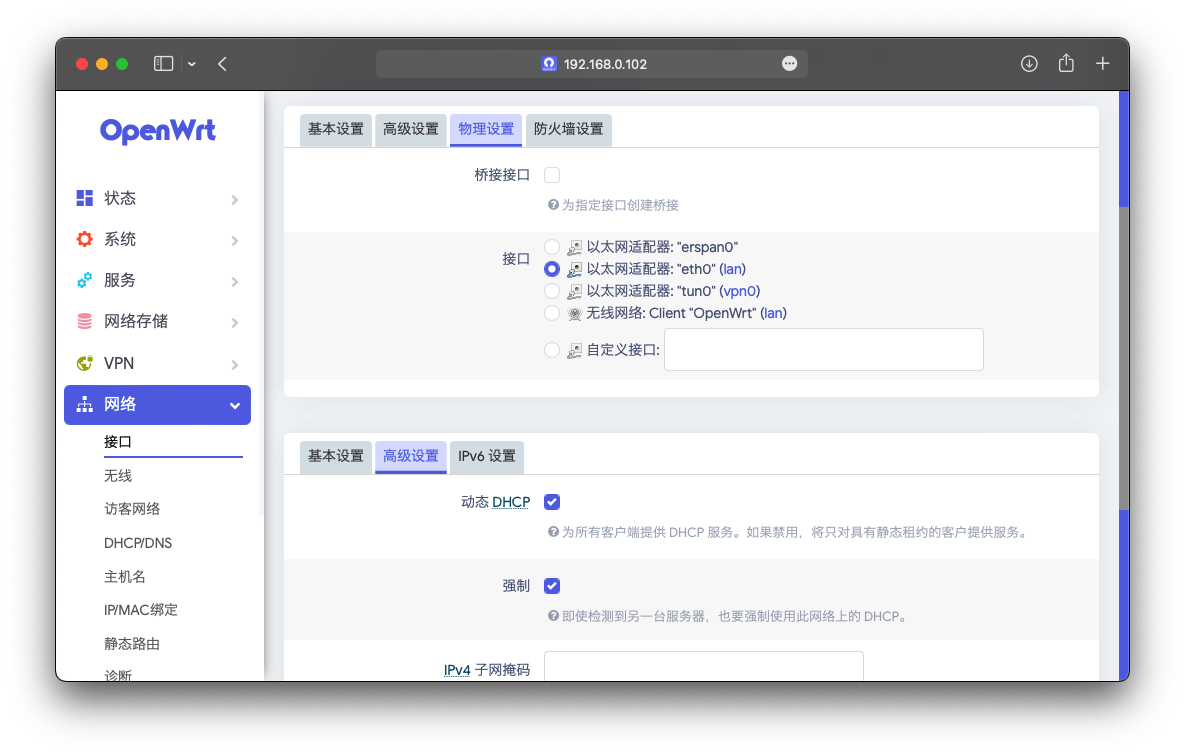 192.168.0.102
OpenWrt
状态
系统
服务
网络存储
VPN
网络
接口
无线
访客网络
DHCP/DNS
主机名
IP/MAC绑定
静态路由
诊断
基本设置 高级设置 物理设置 防火墙设置
桥接接口
为指定接口创建桥接
接口
以太网适配器: "erspan0"
以太网适配器: "eth0" (lan)
以太网适配器: "tun0" (vpn0)
无线网络: Client "OpenWrt" (lan)
自定义接口:
基本设置 高级设置 IPv6 设置
动态 DHCP
为所有客户端提供 DHCP 服务。如果禁用，将只对具有静态租约的客户提供服务。
强制
即使检测到另一台服务器，也要强制使用此网络上的 DHCP。
IPv4 子网掩码